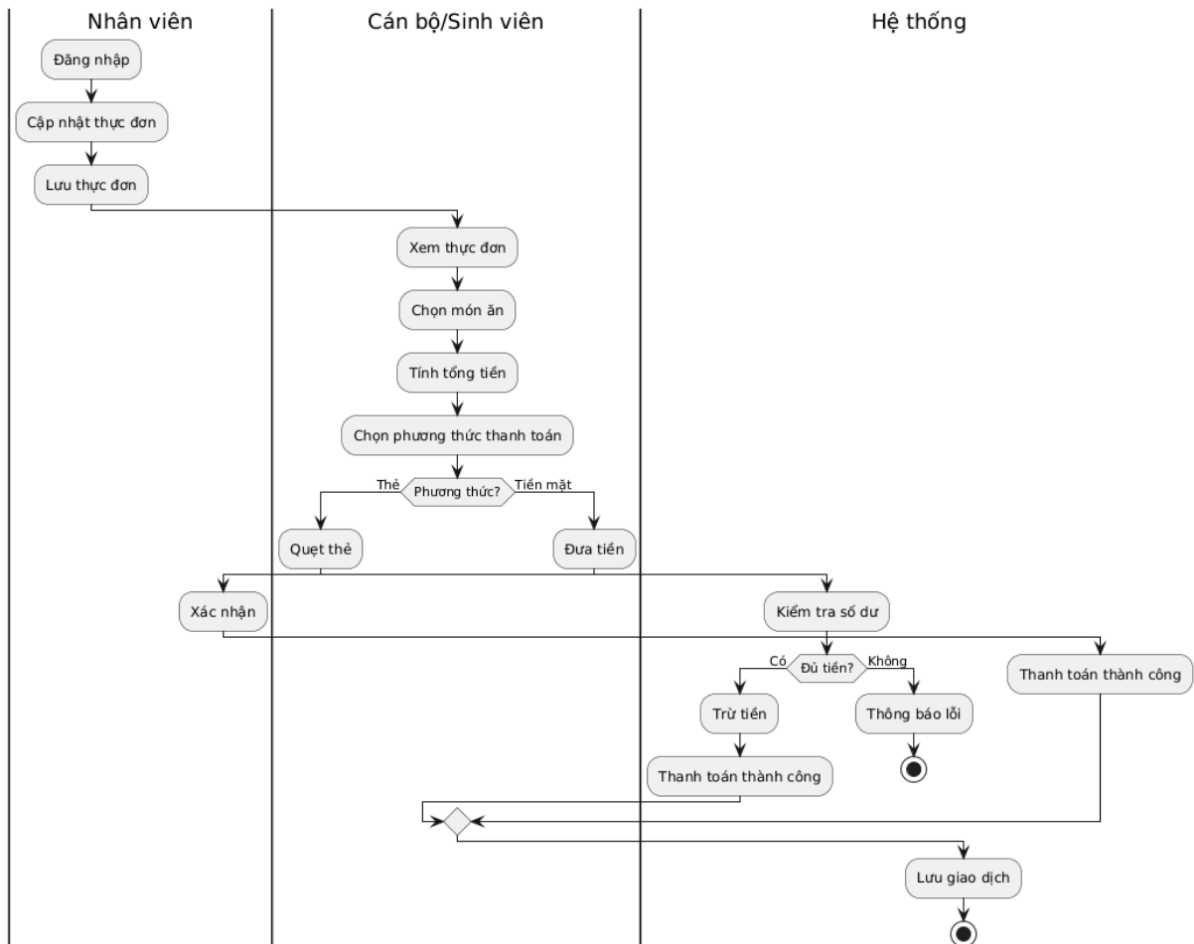 Nhân viên
Cán bộ/Sinh viên
Hệ thống
Đăng nhập
Cập nhật thực đơn
Lưu thực đơn
Xem thực đơn
Chọn món ăn
Tính tổng tiền
Chọn phương thức thanh toán
Thẻ
Phương thức?
Tiền mặt
Quẹt thẻ
Đưa tiền
Xác nhận
Kiểm tra số dư
Có
Đủ tiền?
Không
Thanh toán thành công
Trừ tiền
Thông báo lỗi
Thanh toán thành công
Lưu giao dịch